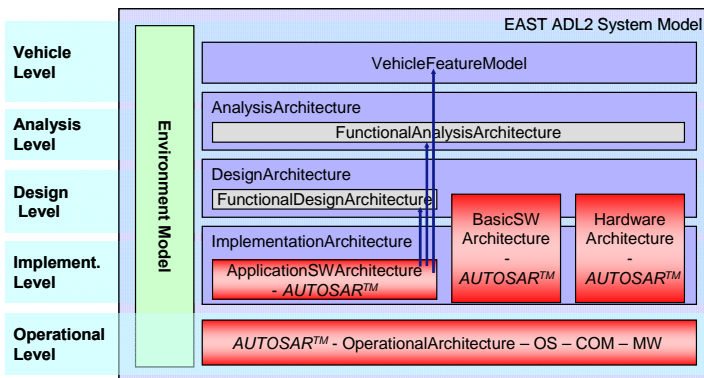 EAST ADL2 System Model
Vehicle
Level
VehicleFeatureModel
Analysis
Level
AnalysisArchitecture
FunctionalAnalysisArchitecture
Environment Model
Design
Level
DesignArchitecture
FunctionalDesignArchitecture
BasicSW
Architecture
-
AUTOSAR™
Hardware
Architecture
-
AUTOSAR™
Implement.
Level
ImplementationArchitecture
ApplicationSWArchitecture
- AUTOSAR™
Operational
Level
AUTOSAR™ - OperationalArchitecture – OS – COM – MW